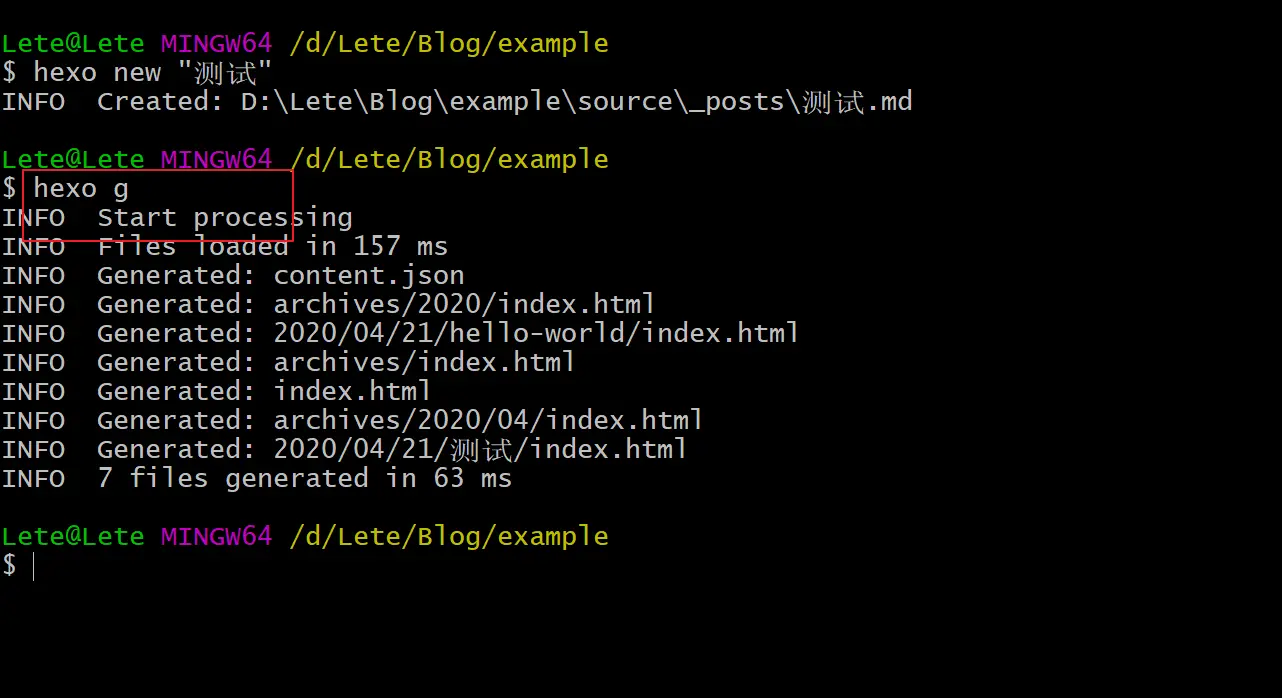 Lete@Lete MINGW64 /d/Lete/Blog/example
$ hexo new "测试"
INFO  Created: D:\Lete\Blog\example\source\_posts\测试.md
Lete@Lete MINGW64 /d/Lete/Blog/example
$ hexo g
INFO  Start processing
INFO  Files loaded in 157 ms
INFO  Generated: content.json
INFO  Generated: archives/2020/index.html
INFO  Generated: 2020/04/21/hello-world/index.html
INFO  Generated: archives/index.html
INFO  Generated: index.html
INFO  Generated: archives/2020/04/index.html
INFO  Generated: 2020/04/21/测试/index.html
INFO  7 files generated in 63 ms
Lete@Lete MINGW64 /d/Lete/Blog/example
$